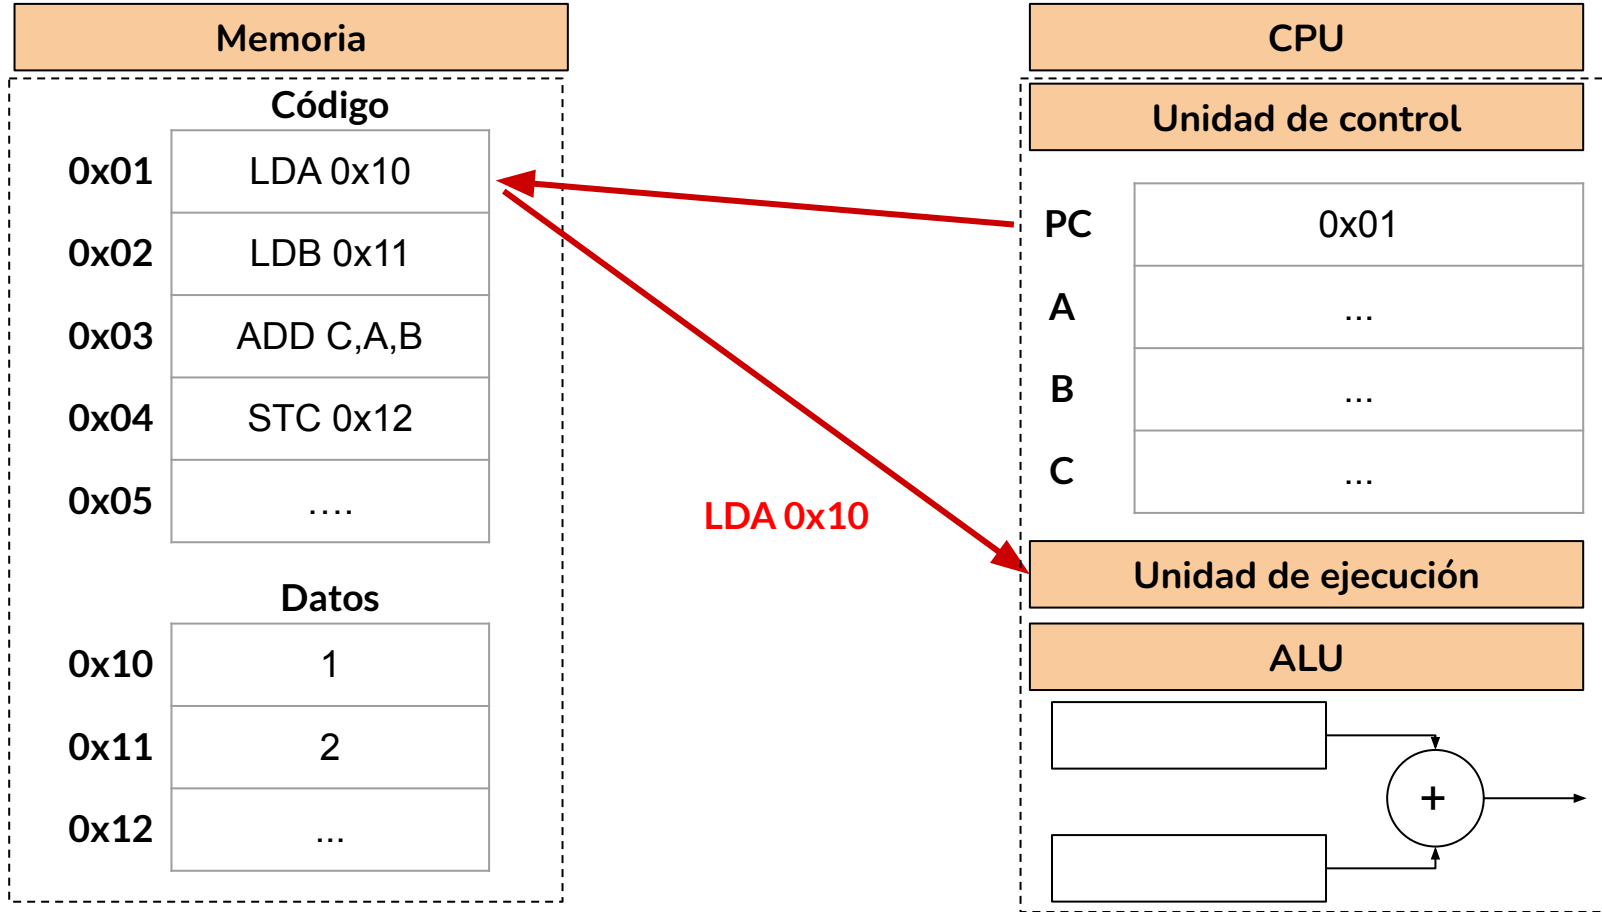 Memoria
Código
0x01 LDA 0x10
0x02 LDB 0x11
0x03 ADD C,A,B
0x04 STC 0x12
0x05 ....
Datos
0x10 1
0x11 2
0x12 ...
LDA 0x10
CPU
Unidad de control
PC 0x01
A ...
B ...
C ...
Unidad de ejecución
ALU
+